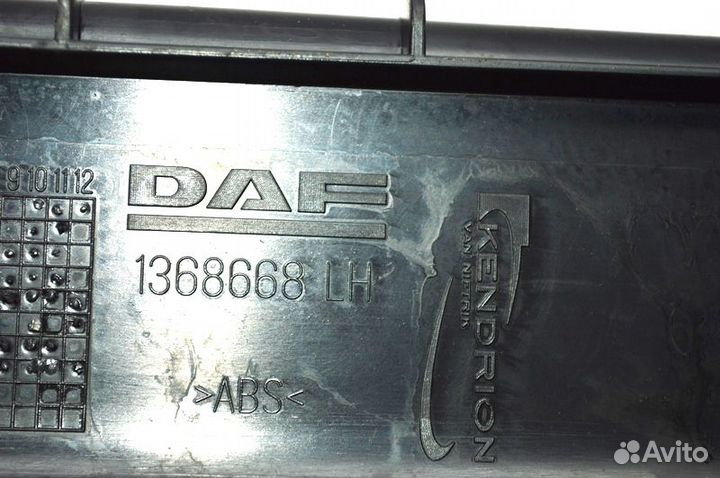 DAF
9 10 11 12
1368668 LH
>ABS<
KENDRION
VAN NIFTRIK
Avito